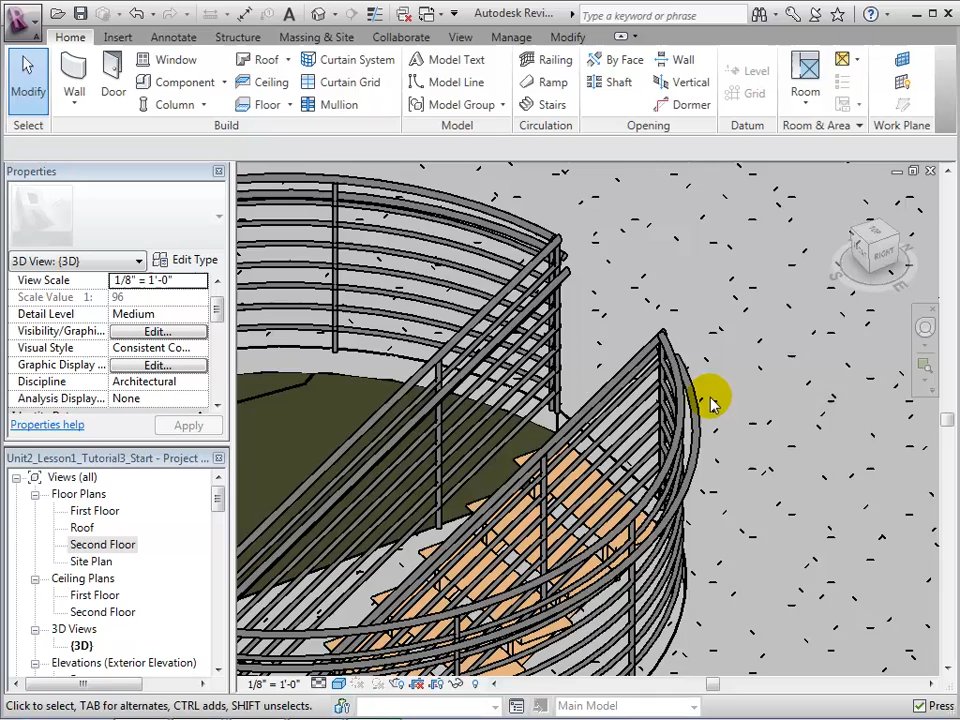 Autodesk Revi...
Type a keyword or phrase
Home Insert Annotate Structure Massing & Site Collaborate View Manage Modify
Modify
Wall
Door
Window
Component
Column
Roof
Ceiling
Floor
Curtain System
Curtain Grid
Mullion
Model Text
Model Line
Model Group
Railing
Ramp
Stairs
By Face
Shaft
Wall
Vertical
Dormer
Level
Grid
Room
Select Build Model Circulation Opening Datum Room & Area Work Plane
Properties
3D View: {3D} Edit Type
View Scale 1/8" = 1'-0"
Scale Value 1: 96
Detail Level Medium
Visibility/Graphi... Edit...
Visual Style Consistent Co...
Graphic Display ... Edit...
Discipline Architectural
Analysis Display... None
Properties help Apply
Unit2_Lesson1_Tutorial3_Start - Project ...
Views (all)
Floor Plans
First Floor
Roof
Second Floor
Site Plan
Ceiling Plans
First Floor
Second Floor
3D Views
{3D}
Elevations (Exterior Elevation)
TOP
RIGHT
S
E
N
1/8" = 1'-0"
Click to select, TAB for alternates, CTRL adds, SHIFT unselects.
Main Model
Press